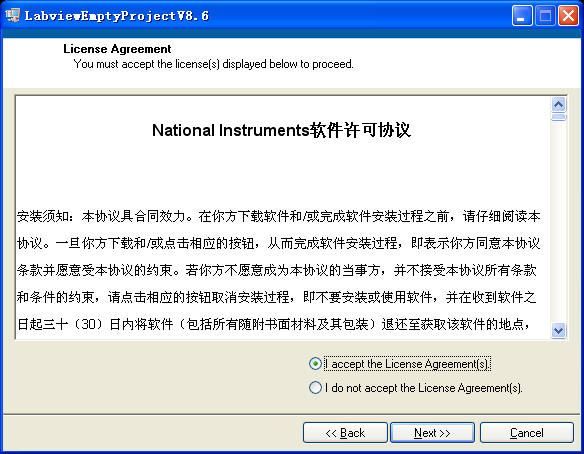 LabviewEmptyProjectV8.6
License Agreement
You must accept the license(s) displayed below to proceed.
National Instruments软件许可协议
安装须知：本协议具合同效力。在你方下载软件和/或完成软件安装过程之前，请仔细阅读本
协议。一旦你方下载和/或点击相应的按钮，从而完成软件安装过程，即表示你方同意本协议
条款并愿意受本协议的约束。若你方不愿意成为本协议的当事方，并不接受本协议所有条款
和条件的约束，请点击相应的按钮取消安装过程，即不要安装或使用软件，并在收到软件之
日起三十（30）日内将软件（包括所有随附书面材料及其包装）退还至获取该软件的地点，
I accept the License Agreement(s).
I do not accept the License Agreement(s).
<< Back
Next >>
Cancel